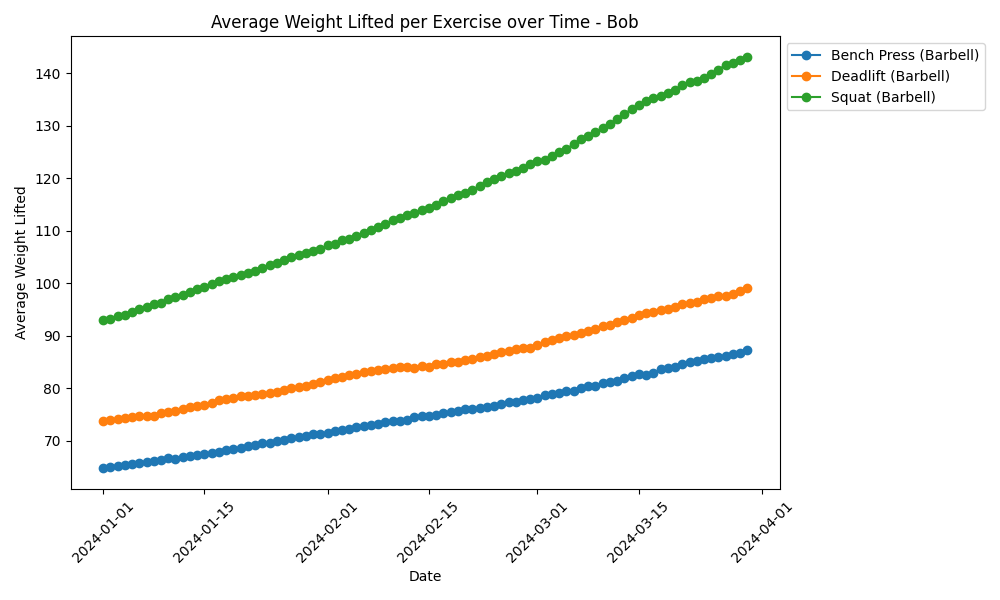 Average Weight Lifted per Exercise over Time - Bob
Bench Press (Barbell)
Deadlift (Barbell)
Squat (Barbell)
Average Weight Lifted
140
130
120
110
100
90
80
70
2024-01-01
2024-01-15
2024-02-01
2024-02-15
2024-03-01
2024-03-15
2024-04-01
Date